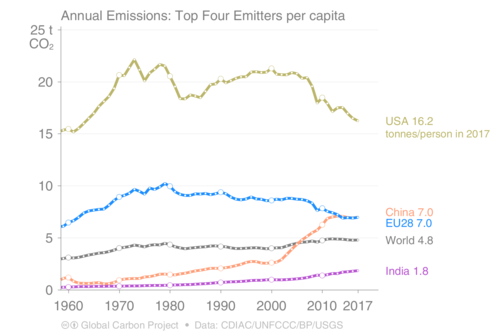 Annual Emissions: Top Four Emitters per capita
25 t
CO₂
15
10
5
0
1960 1970 1980 1990 2000 2010 2017
USA 16.2
tonnes/person in 2017
China 7.0
EU28 7.0
World 4.8
India 1.8
Global Carbon Project • Data: CDIAC/UNFCCC/BP/USGS